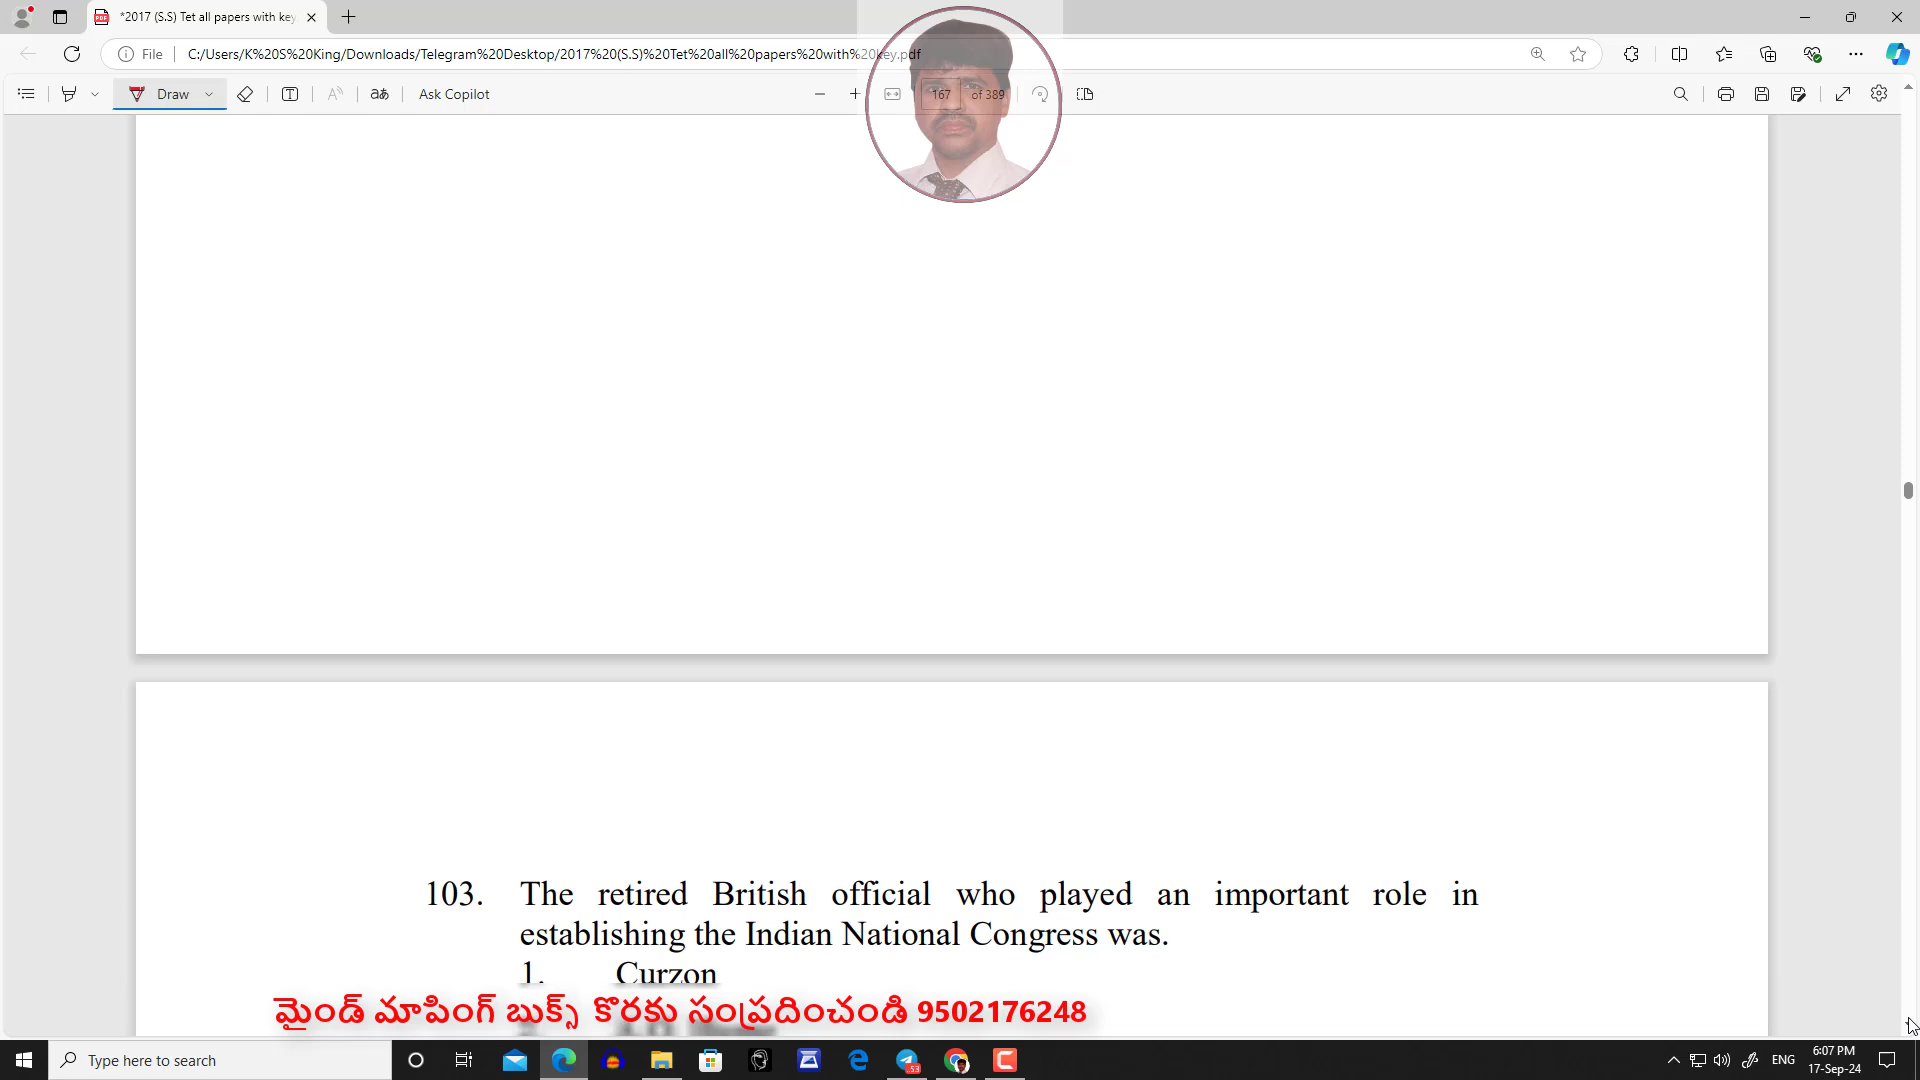 *2017 (S.S) Tet all papers with key
File
C:/Users/K%20S%20King/Downloads/Telegram%20Desktop/2017%20(S.S)%20Tet%20all%20papers%20with%20key.pdf
Draw
aあ
Ask Copilot
167 of 389
103. The retired British official who played an important role in
establishing the Indian National Congress was.
1. Curzon
మైండ్ మాపింగ్ బుక్స్ కొరకు సంప్రదించండి 9502176248
Type here to search
53
ENG
6:07 PM
17-Sep-24